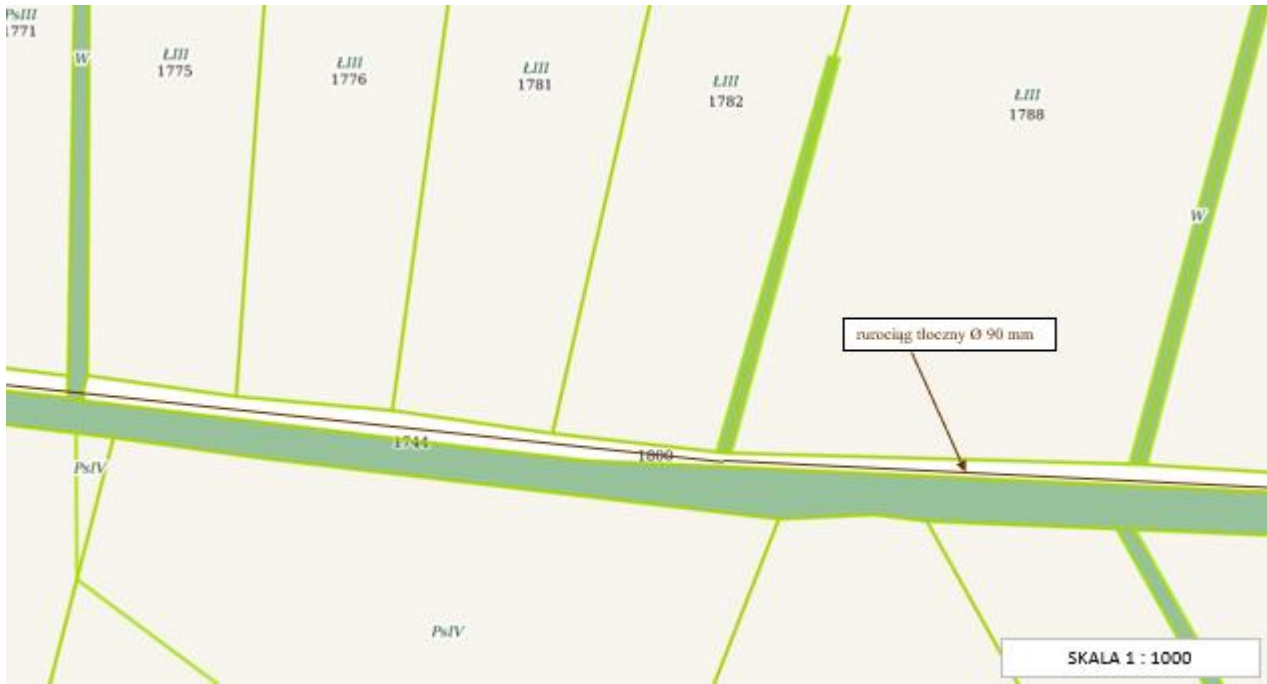 PsIII
1771
W
ŁIII
1775
ŁIII
1776
ŁIII
1781
ŁIII
1782
ŁIII
1788
W
rurociąg tłoczny Ø 90 mm
1744
1800
PsIV
PsIV
SKALA 1 : 1000